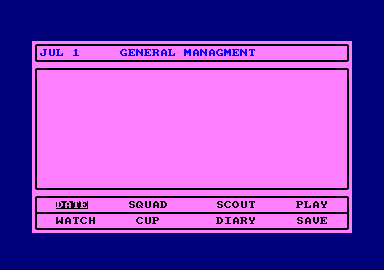 JUL 1 GENERAL MANAGMENT
DATE SQUAD SCOUT PLAY
WATCH CUP DIARY SAVE